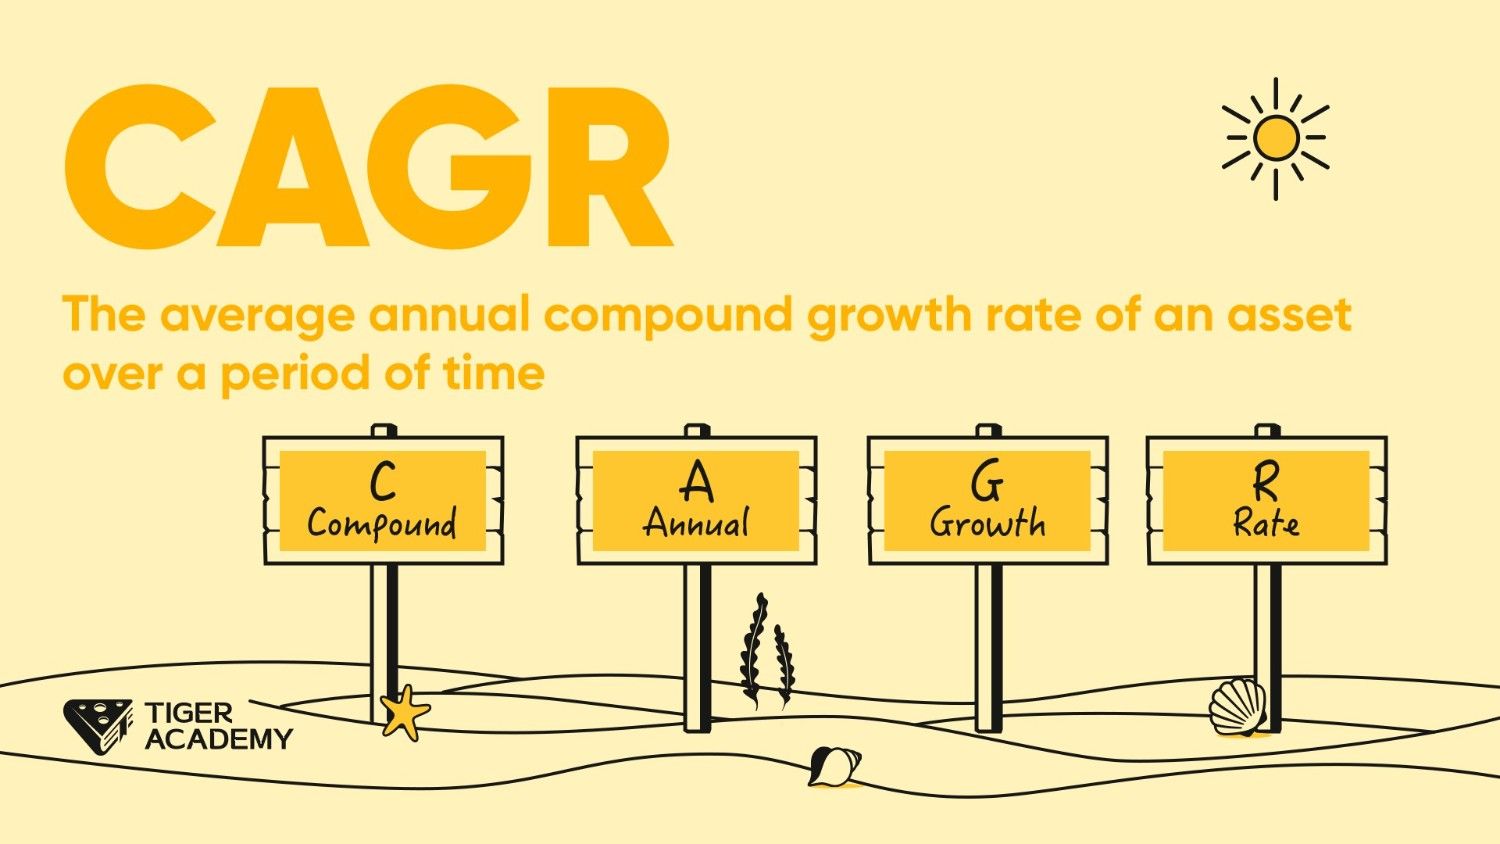 CAGR
The average annual compound growth rate of an asset
over a period of time
C
Compound
A
Annual
G
Growth
R
Rate
TIGER
ACADEMY